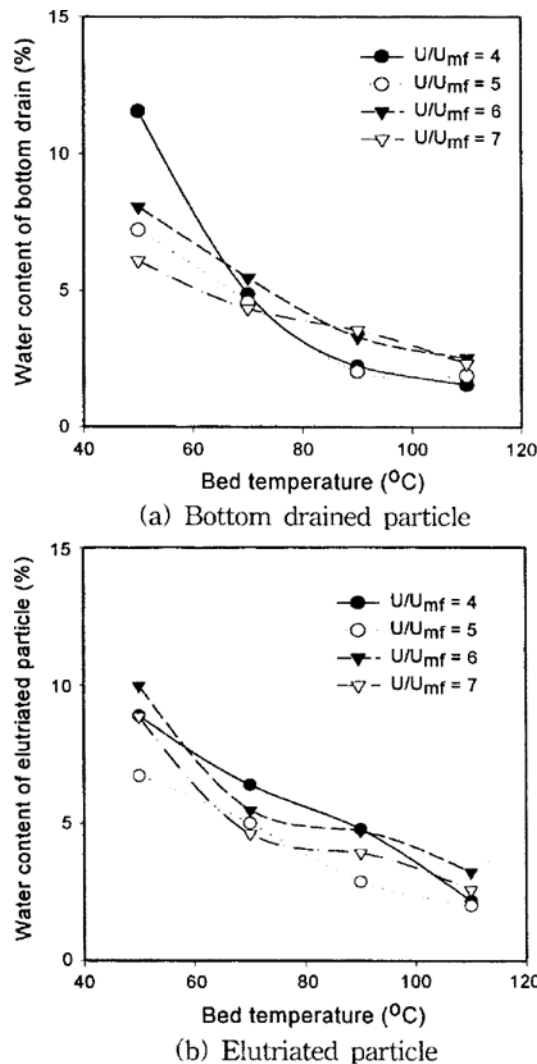 15
10
5
0
Water content of bottom drain (%)
U/Umf = 4
U/Umf = 5
U/Umf = 6
U/Umf = 7
40 60 80 100 120
Bed temperature (°C)
(a) Bottom drained particle
15
10
5
0
Water content of elutriated particle (%)
U/Umf = 4
U/Umf = 5
U/Umf = 6
U/Umf = 7
40 60 80 100 120
Bed temperature (°C)
(b) Elutriated particle